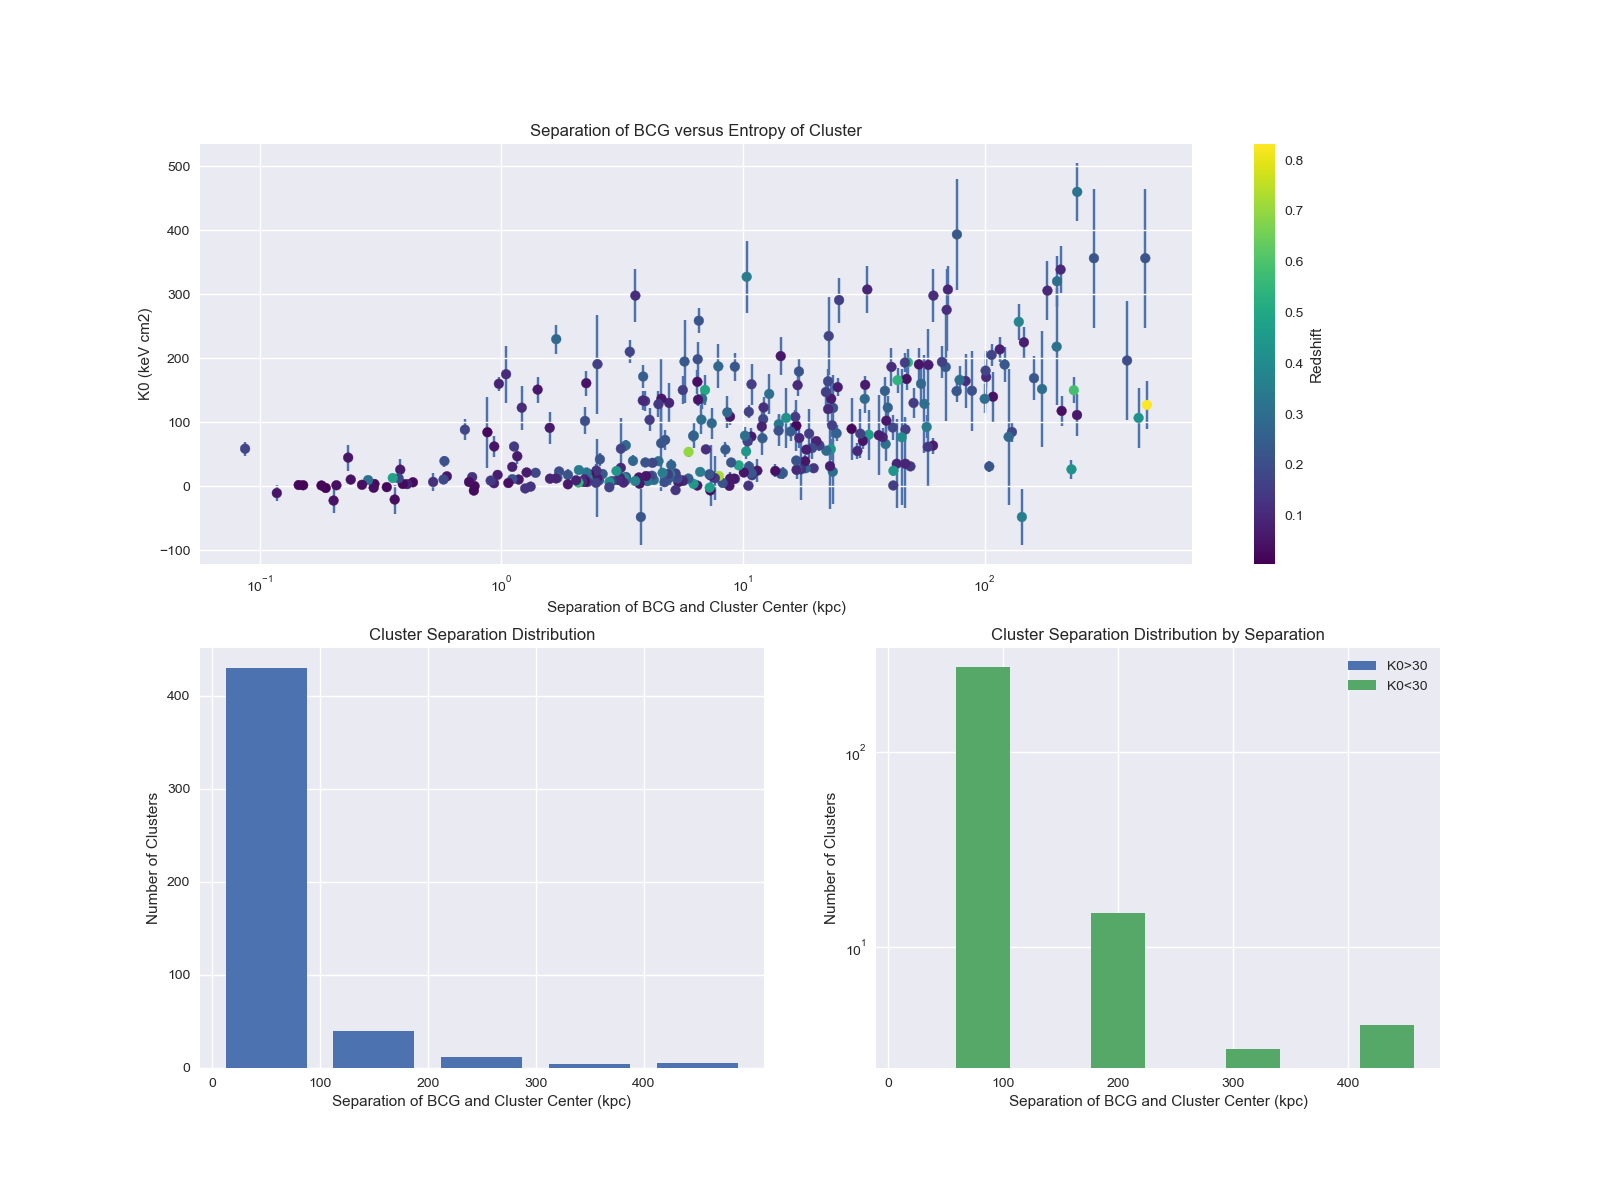 Separation of BCG versus Entropy of Cluster
500
400
300
200
100
0
−100
K0 (keV cm2)
10⁻¹ 10⁰ 10¹ 10²
Separation of BCG and Cluster Center (kpc)
0.8
0.7
0.6
0.5
0.4
0.3
0.2
0.1
Redshift
Cluster Separation Distribution
400
300
200
100
0
Number of Clusters
0 100 200 300 400
Separation of BCG and Cluster Center (kpc)
Cluster Separation Distribution by Separation
K0>30
K0<30
10²
10¹
Number of Clusters
0 100 200 300 400
Separation of BCG and Cluster Center (kpc)